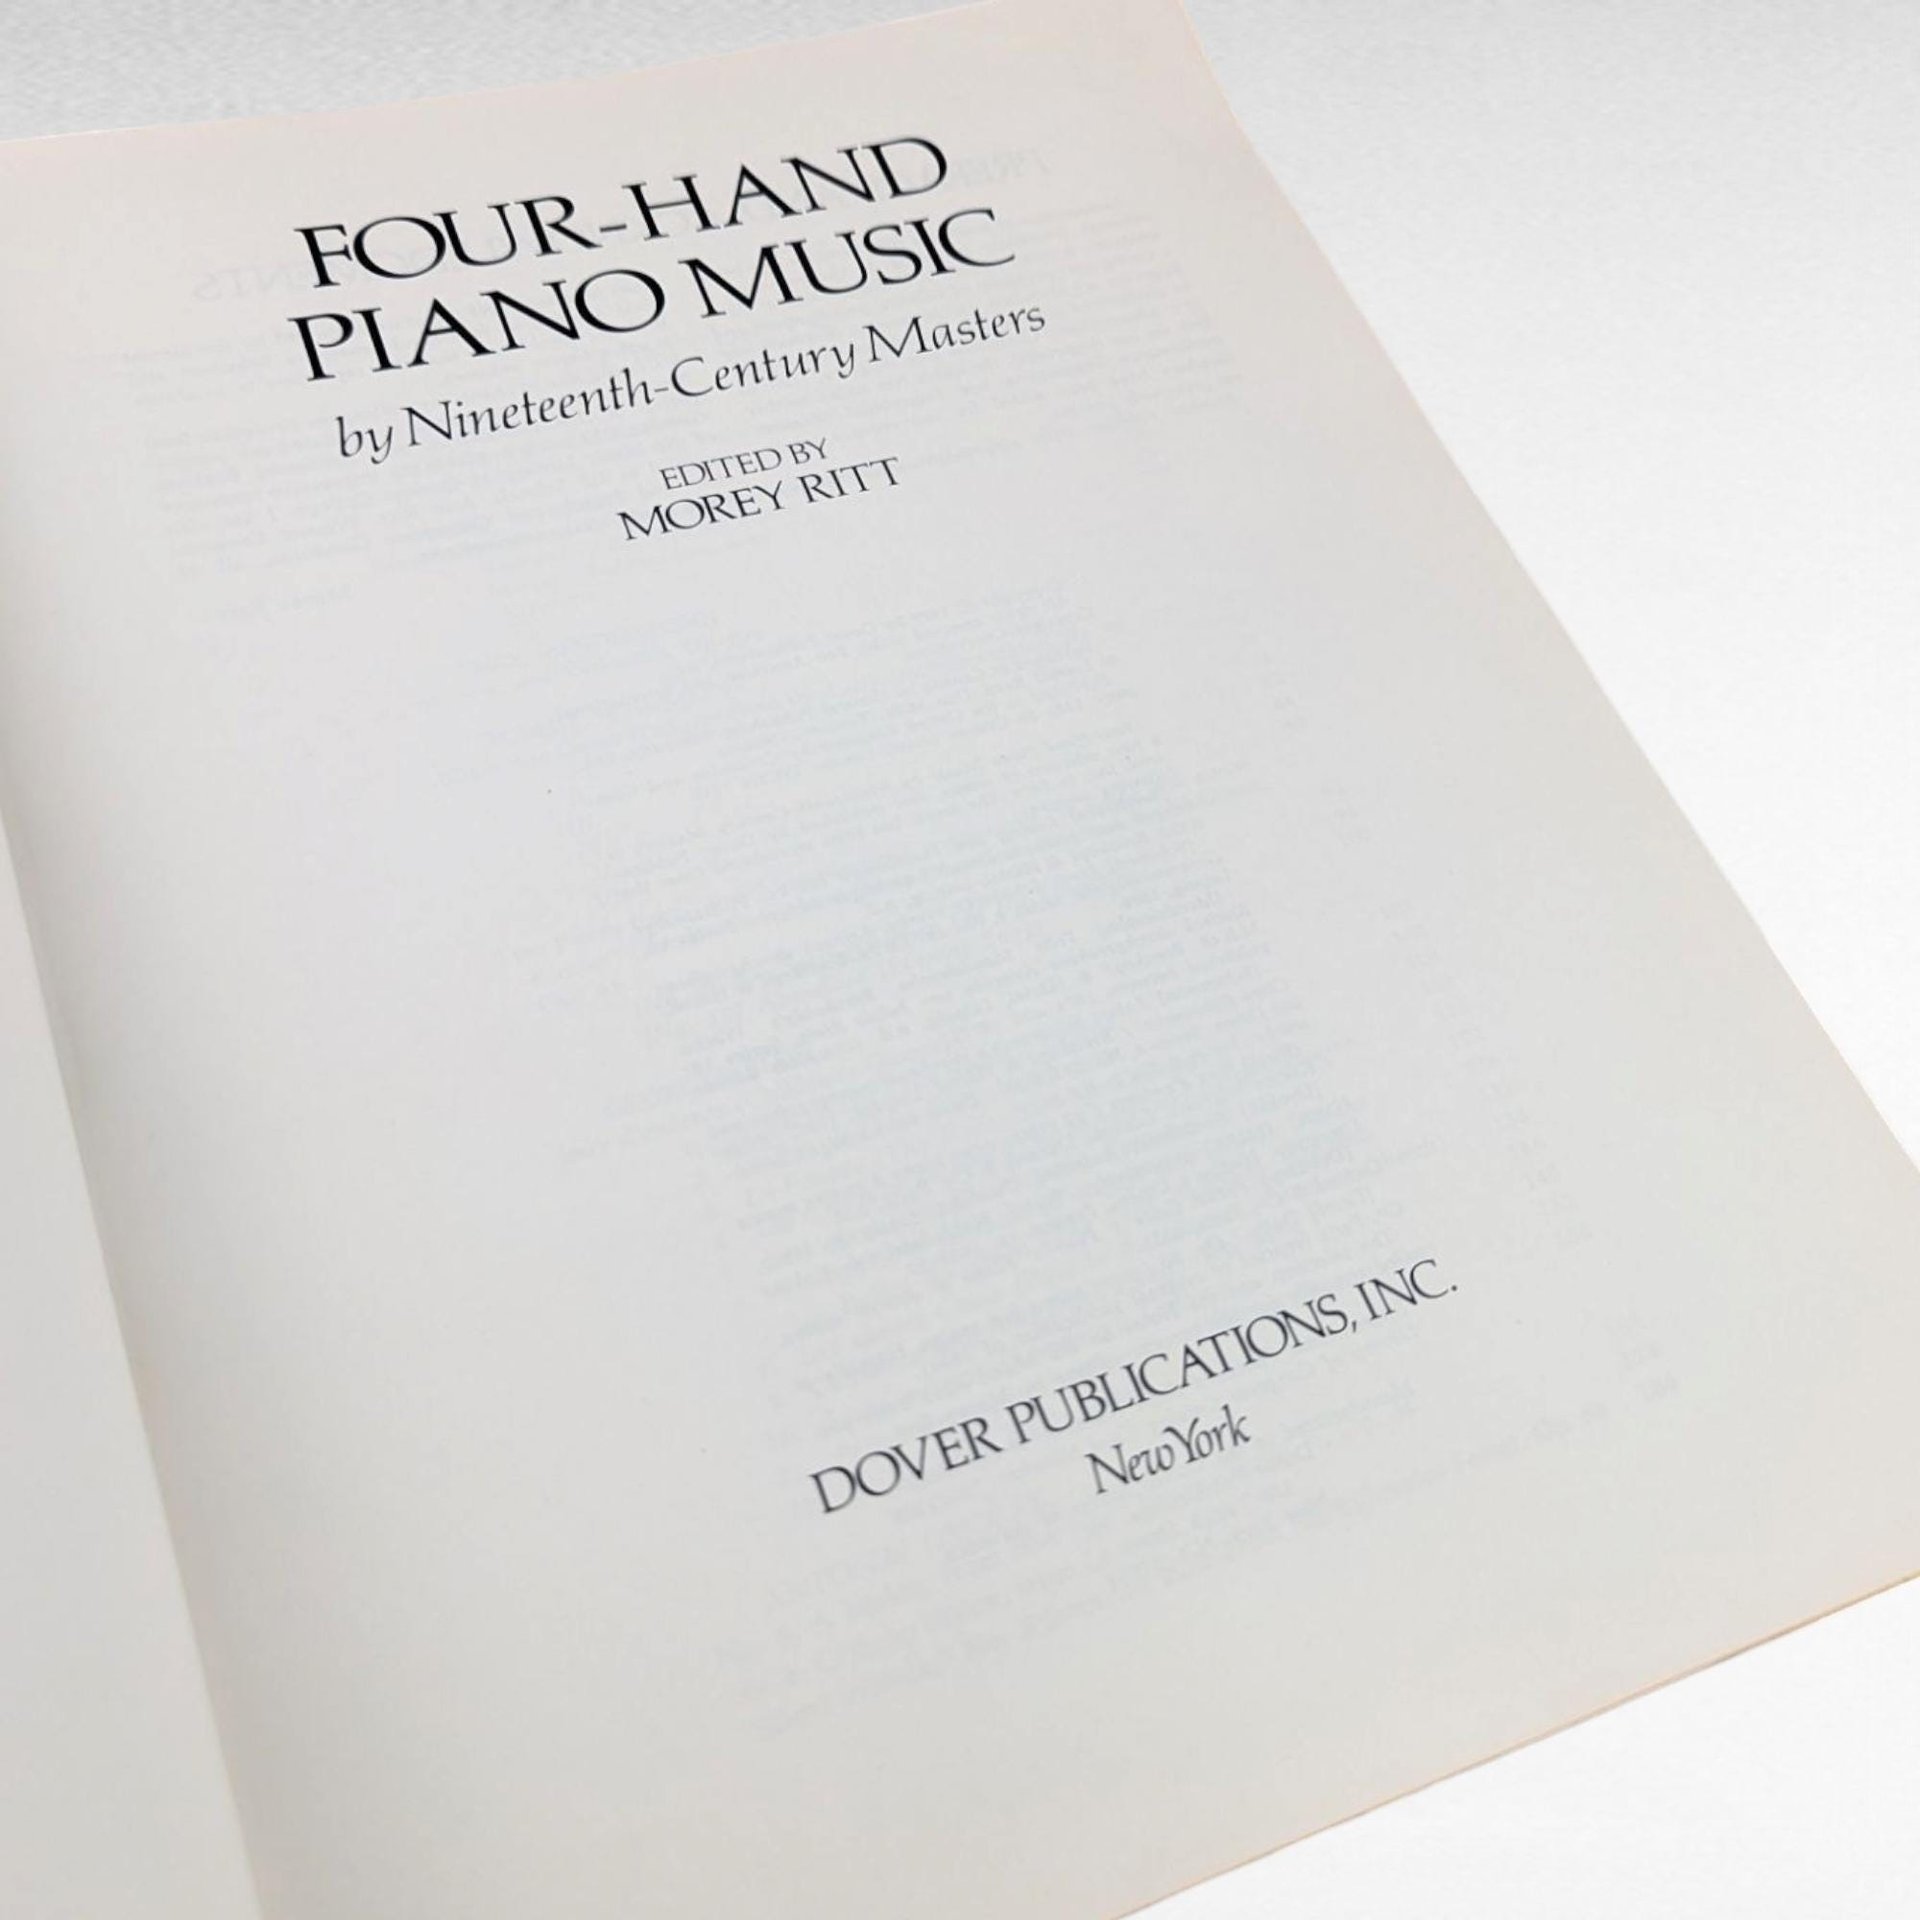 FOUR-HAND
PIANO MUSIC
by Nineteenth-Century Masters
EDITED BY
MOREY RITT
DOVER PUBLICATIONS, INC.
New York